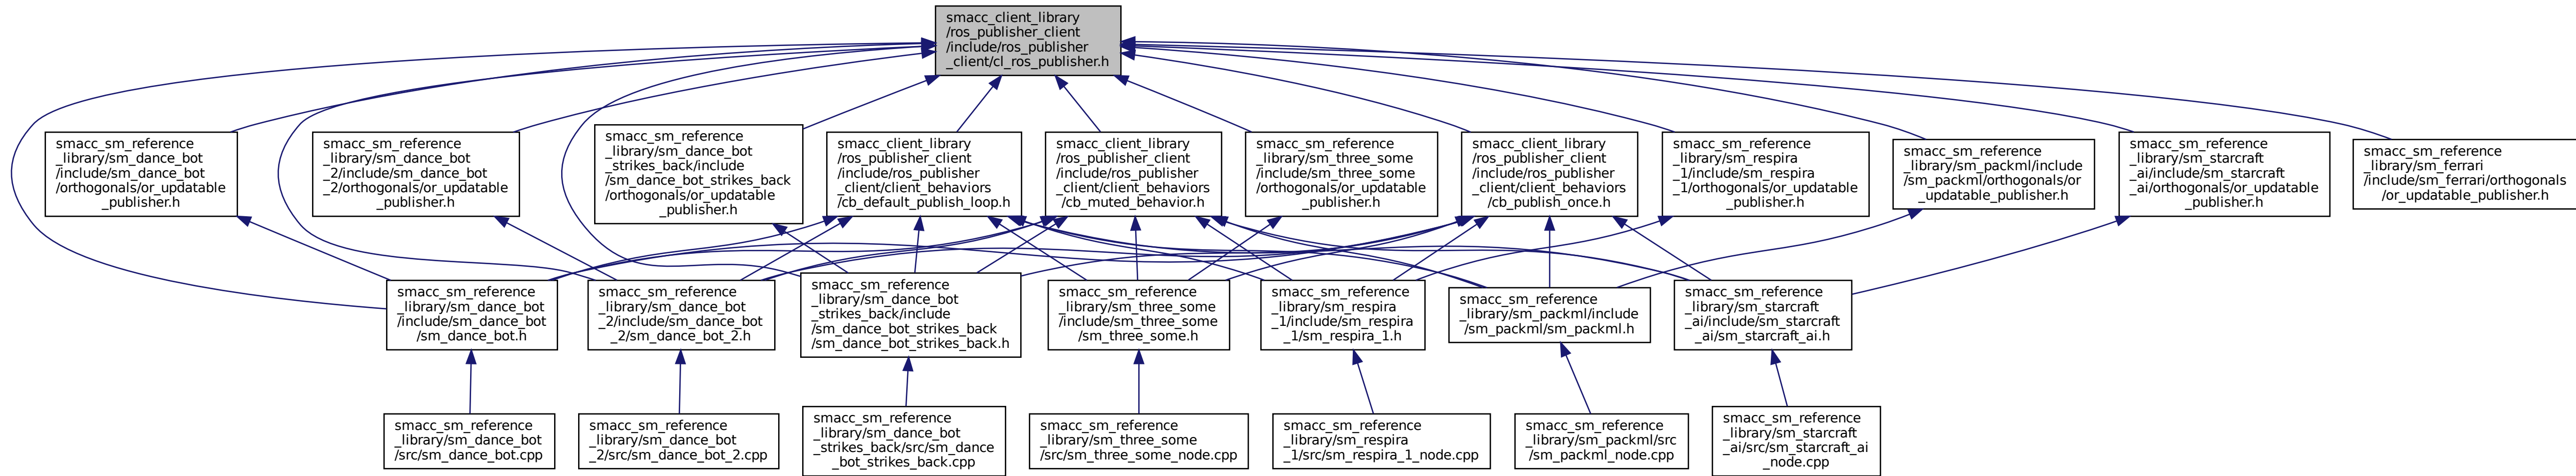 smacc_client_library
/ros_publisher_client
/include/ros_publisher
_client/cl_ros_publisher.h
smacc_sm_reference
_library/sm_dance_bot
/include/sm_dance_bot
/orthogonals/or_updatable
_publisher.h
smacc_sm_reference
_library/sm_dance_bot
_2/include/sm_dance_bot
_2/orthogonals/or_updatable
_publisher.h
smacc_sm_reference
_library/sm_dance_bot
_strikes_back/include
/sm_dance_bot_strikes_back
/orthogonals/or_updatable
_publisher.h
smacc_client_library
/ros_publisher_client
/include/ros_publisher
_client/client_behaviors
/cb_default_publish_loop.h
smacc_client_library
/ros_publisher_client
/include/ros_publisher
_client/client_behaviors
/cb_muted_behavior.h
smacc_sm_reference
_library/sm_three_some
/include/sm_three_some
/orthogonals/or_updatable
_publisher.h
smacc_client_library
/ros_publisher_client
/include/ros_publisher
_client/client_behaviors
/cb_publish_once.h
smacc_sm_reference
_library/sm_respira
_1/include/sm_respira
_1/orthogonals/or_updatable
_publisher.h
smacc_sm_reference
_library/sm_packml/include
/sm_packml/orthogonals/or
_updatable_publisher.h
smacc_sm_reference
_library/sm_starcraft
_ai/include/sm_starcraft
_ai/orthogonals/or_updatable
_publisher.h
smacc_sm_reference
_library/sm_ferrari
/include/sm_ferrari/orthogonals
/or_updatable_publisher.h
smacc_sm_reference
_library/sm_dance_bot
/include/sm_dance_bot
/sm_dance_bot.h
smacc_sm_reference
_library/sm_dance_bot
_2/include/sm_dance_bot
_2/sm_dance_bot_2.h
smacc_sm_reference
_library/sm_dance_bot
_strikes_back/include
/sm_dance_bot_strikes_back
/sm_dance_bot_strikes_back.h
smacc_sm_reference
_library/sm_three_some
/include/sm_three_some
/sm_three_some.h
smacc_sm_reference
_library/sm_respira
_1/include/sm_respira
_1/sm_respira_1.h
smacc_sm_reference
_library/sm_packml/include
/sm_packml/sm_packml.h
smacc_sm_reference
_library/sm_starcraft
_ai/include/sm_starcraft
_ai/sm_starcraft_ai.h
smacc_sm_reference
_library/sm_dance_bot
/src/sm_dance_bot.cpp
smacc_sm_reference
_library/sm_dance_bot
_2/src/sm_dance_bot_2.cpp
smacc_sm_reference
_library/sm_dance_bot
_strikes_back/src/sm_dance
_bot_strikes_back.cpp
smacc_sm_reference
_library/sm_three_some
/src/sm_three_some_node.cpp
smacc_sm_reference
_library/sm_respira
_1/src/sm_respira_1_node.cpp
smacc_sm_reference
_library/sm_packml/src
/sm_packml_node.cpp
smacc_sm_reference
_library/sm_starcraft
_ai/src/sm_starcraft_ai
_node.cpp